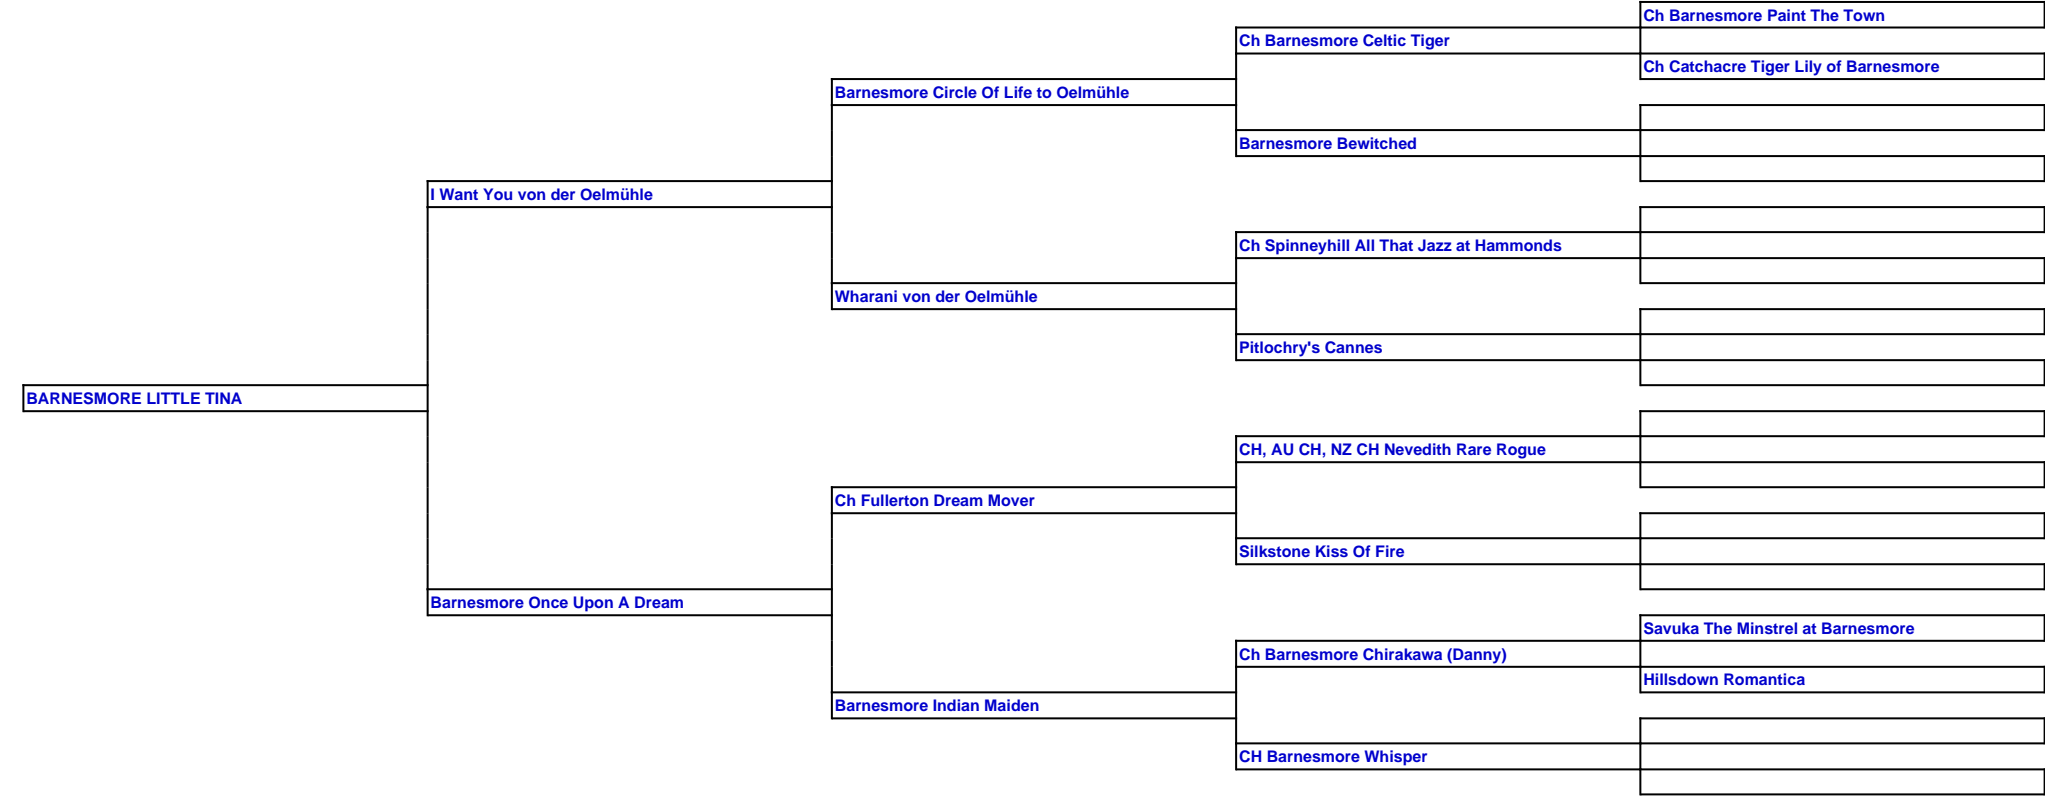 Ch Barnesmore Paint The Town
Ch Barnesmore Celtic Tiger
Ch Catchacre Tiger Lily of Barnesmore
Barnesmore Circle Of Life to Oelmühle
Barnesmore Bewitched
I Want You von der Oelmühle
Ch Spinneyhill All That Jazz at Hammonds
Wharani von der Oelmühle
Pitlochry's Cannes
BARNESMORE LITTLE TINA
CH, AU CH, NZ CH Nevedith Rare Rogue
Ch Fullerton Dream Mover
Silkstone Kiss Of Fire
Barnesmore Once Upon A Dream
Savuka The Minstrel at Barnesmore
Ch Barnesmore Chirakawa (Danny)
Hillsdown Romantica
Barnesmore Indian Maiden
CH Barnesmore Whisper